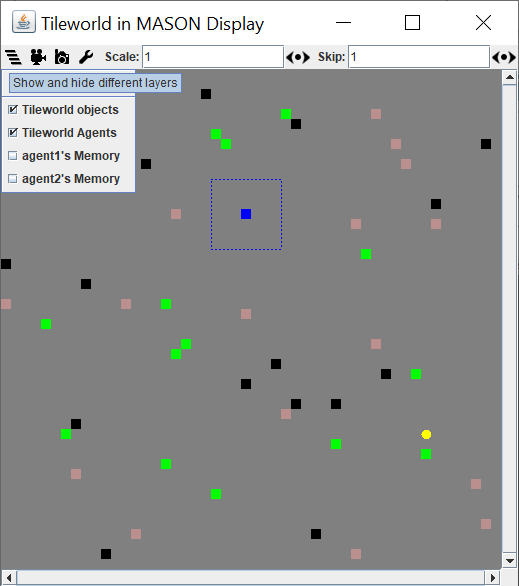 Tileworld in MASON Display
Scale: 1 Skip: 1
Show and hide different layers
Tileworld objects
Tileworld Agents
agent1's Memory
agent2's Memory